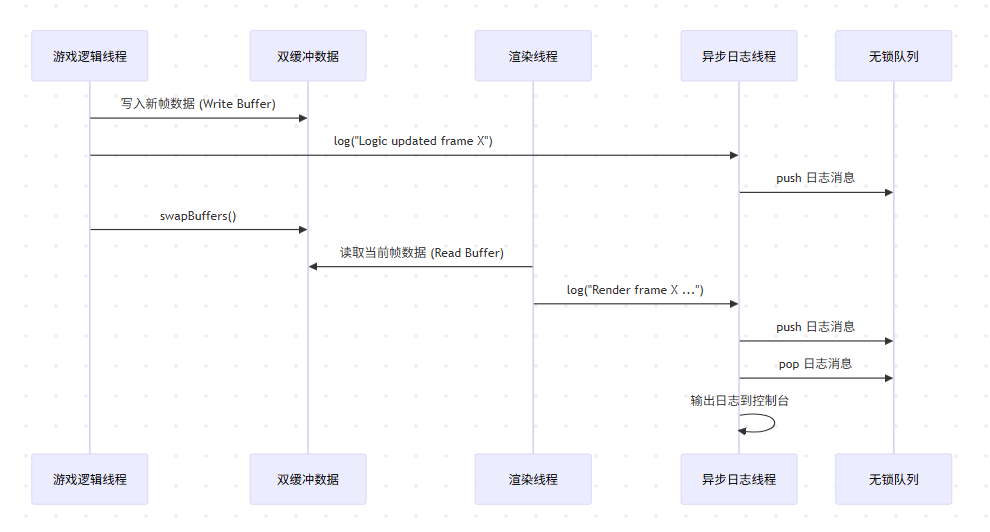 游戏逻辑线程
双缓冲数据
渲染线程
异步日志线程
无锁队列
写入新帧数据 (Write Buffer)
log("Logic updated frame X")
push 日志消息
swapBuffers()
读取当前帧数据 (Read Buffer)
log("Render frame X ...")
push 日志消息
pop 日志消息
输出日志到控制台
游戏逻辑线程
双缓冲数据
渲染线程
异步日志线程
无锁队列